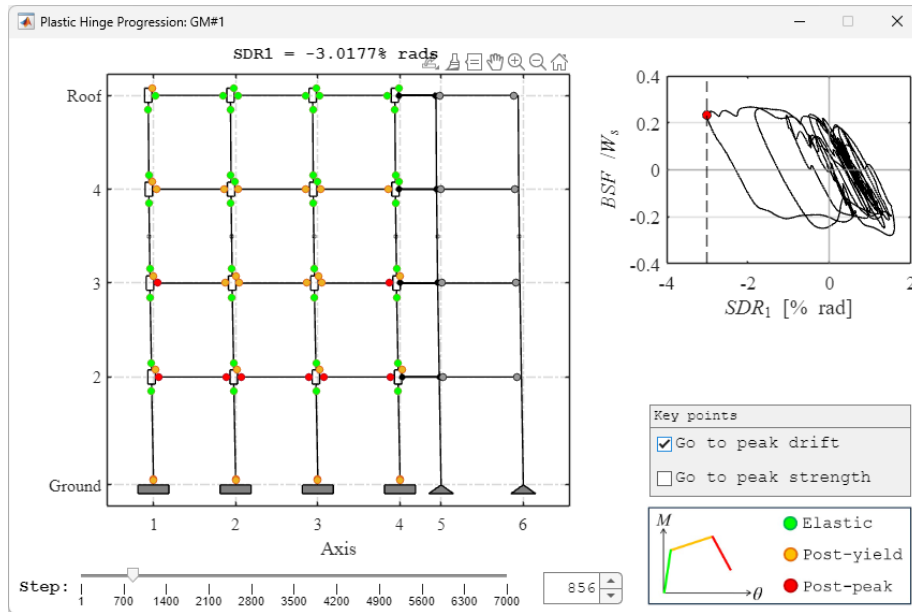 Plastic Hinge Progression: GM#1
SDR1 = -3.0177% rads
Roof
4
3
2
Ground
1 2 3 4 5 6
Axis
Step:
1 700 1400 2100 2800 3500 4200 4900 5600 6300 7000
856
0.4
0.2
0
-0.2
-0.4
BSF /Ws
-4 -2 0
SDR1 [% rad]
Key points
Go to peak drift
Go to peak strength
M
θ
Elastic
Post-yield
Post-peak